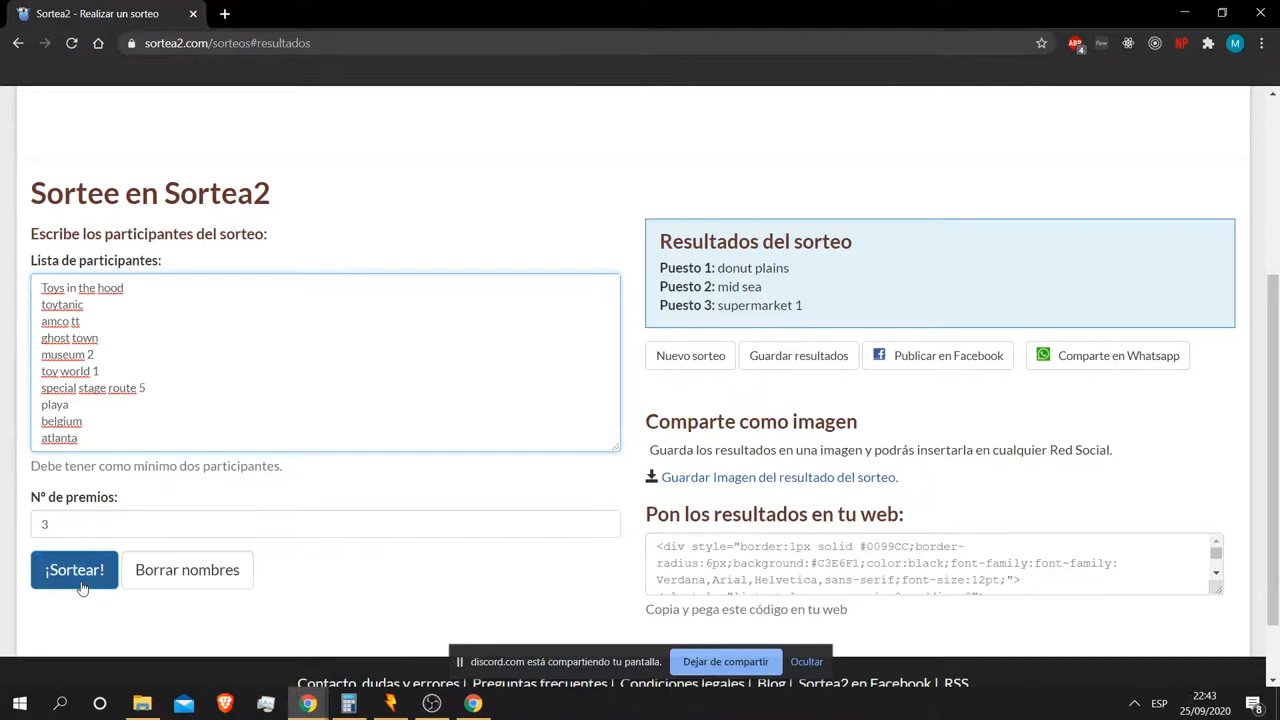 Sortea2 - Realizar un sorteo
sortea2.com/sorteos#resultados
ABP
4
flow
NP
M
Sortee en Sortea2
Escribe los participantes del sorteo:
Lista de participantes:
Toys in the hood
toytanic
amco tt
ghost town
museum 2
toy world 1
special stage route 5
playa
belgium
atlanta
Debe tener como mínimo dos participantes.
Nº de premios:
3
¡Sortear!
Borrar nombres
Resultados del sorteo
Puesto 1: donut plains
Puesto 2: mid sea
Puesto 3: supermarket 1
Nuevo sorteo
Guardar resultados
Publicar en Facebook
Comparte en Whatsapp
Comparte como imagen
Guarda los resultados en una imagen y podrás insertarla en cualquier Red Social.
Guardar Imagen del resultado del sorteo.
Pon los resultados en tu web:
<div style="border:1px solid #0099CC;border-
radius:6px;background:#C3E6F1;color:black;font-family:font-family:
Verdana,Arial,Helvetica,sans-serif;font-size:12pt;">
Copia y pega este código en tu web
discord.com está compartiendo tu pantalla.
Dejar de compartir
Ocultar
Contacto, dudas y errores | Preguntas frecuentes | Condiciones legales | Blog | Sortea2 en Facebook | RSS
ESP
22:43
25/09/2020
8